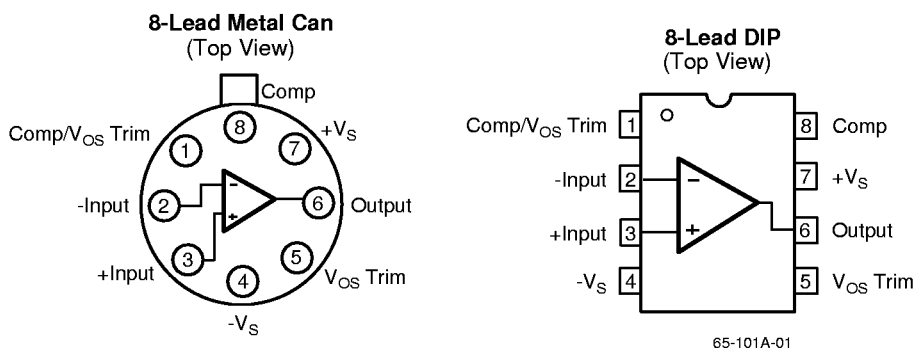 8-Lead Metal Can
(Top View)
Comp
Comp/VOS Trim
+VS
8
1
7
-Input
2
−
6
Output
+
+Input
3
5
VOS Trim
4
-VS
8-Lead DIP
(Top View)
Comp/VOS Trim
1
8
Comp
-Input
2
−
7
+VS
+Input
3
+
6
Output
-VS
4
5
VOS Trim
65-101A-01